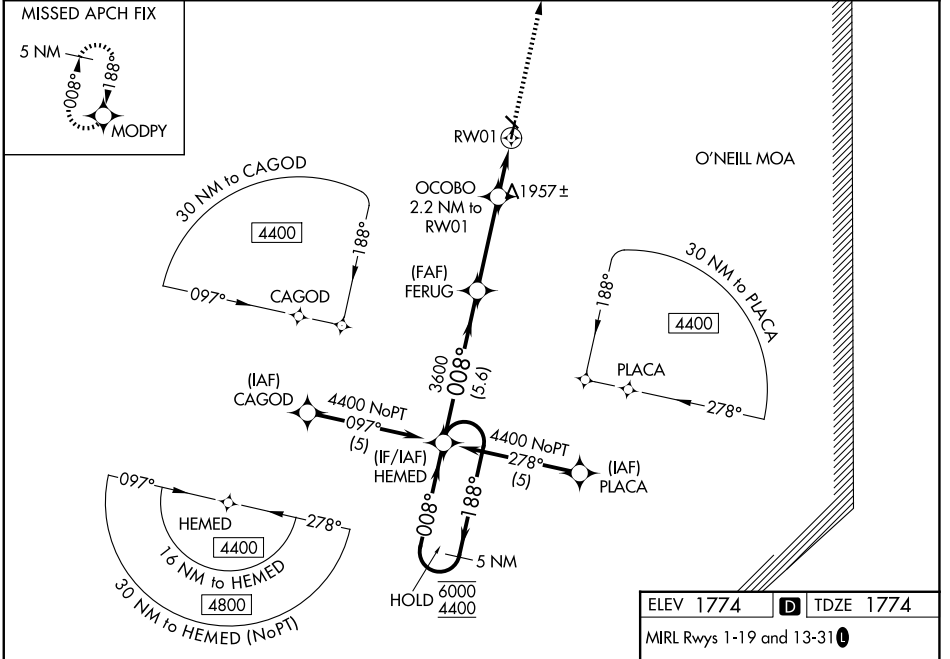 MISSED APCH FIX
5 NM
008°
188°
MODPY
RW01
O'NEILL MOA
OCOBO
2.2 NM to
RW01
1957 ±
30 NM to CAGOD
4400
188°
097°
CAGOD
(FAF)
FERUG
30 NM to PLACA
188°
4400
PLACA
278°
3600
008°
(5.6)
(IAF)
CAGOD
4400 NoPT
097°
(5)
(IF/IAF)
HEMED
4400 NoPT
278°
(5)
(IAF)
PLACA
097°
HEMED
278°
4400
16 NM to HEMED
4800
30 NM to HEMED (NoPT)
008°
188°
5 NM
HOLD
6000
4400
ELEV 1774 D TDZE 1774
MIRL Rwys 1-19 and 13-31 L